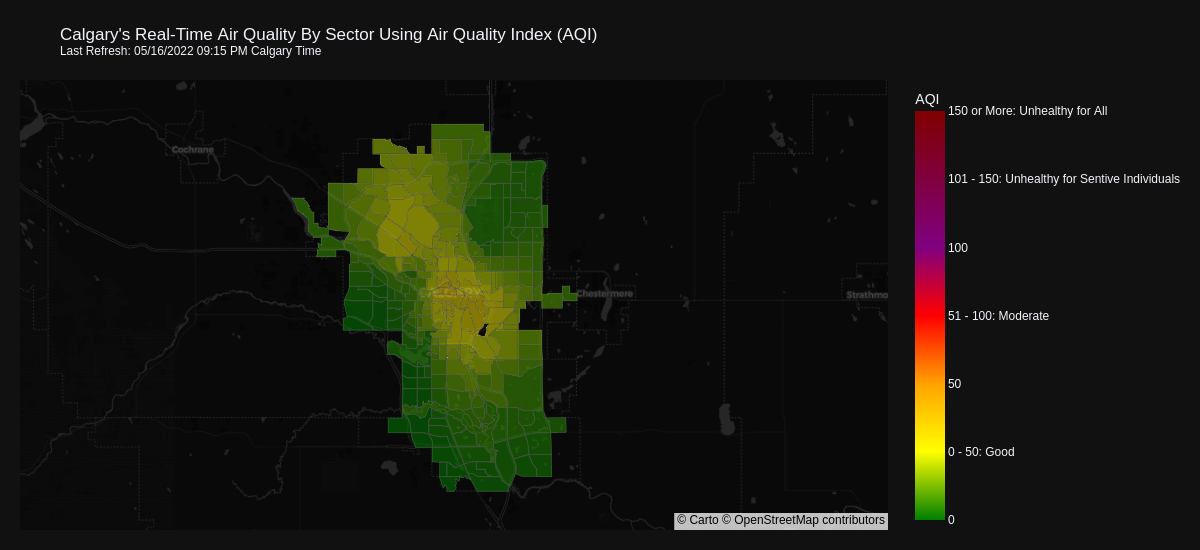 Calgary's Real-Time Air Quality By Sector Using Air Quality Index (AQI)
Last Refresh: 05/16/2022 09:15 PM Calgary Time
AQI
150 or More: Unhealthy for All
Cochrane
101 - 150: Unhealthy for Sentive Individuals
100
Chestermere
Strathmo
51 - 100: Moderate
50
0 - 50: Good
0
© Carto © OpenStreetMap contributors